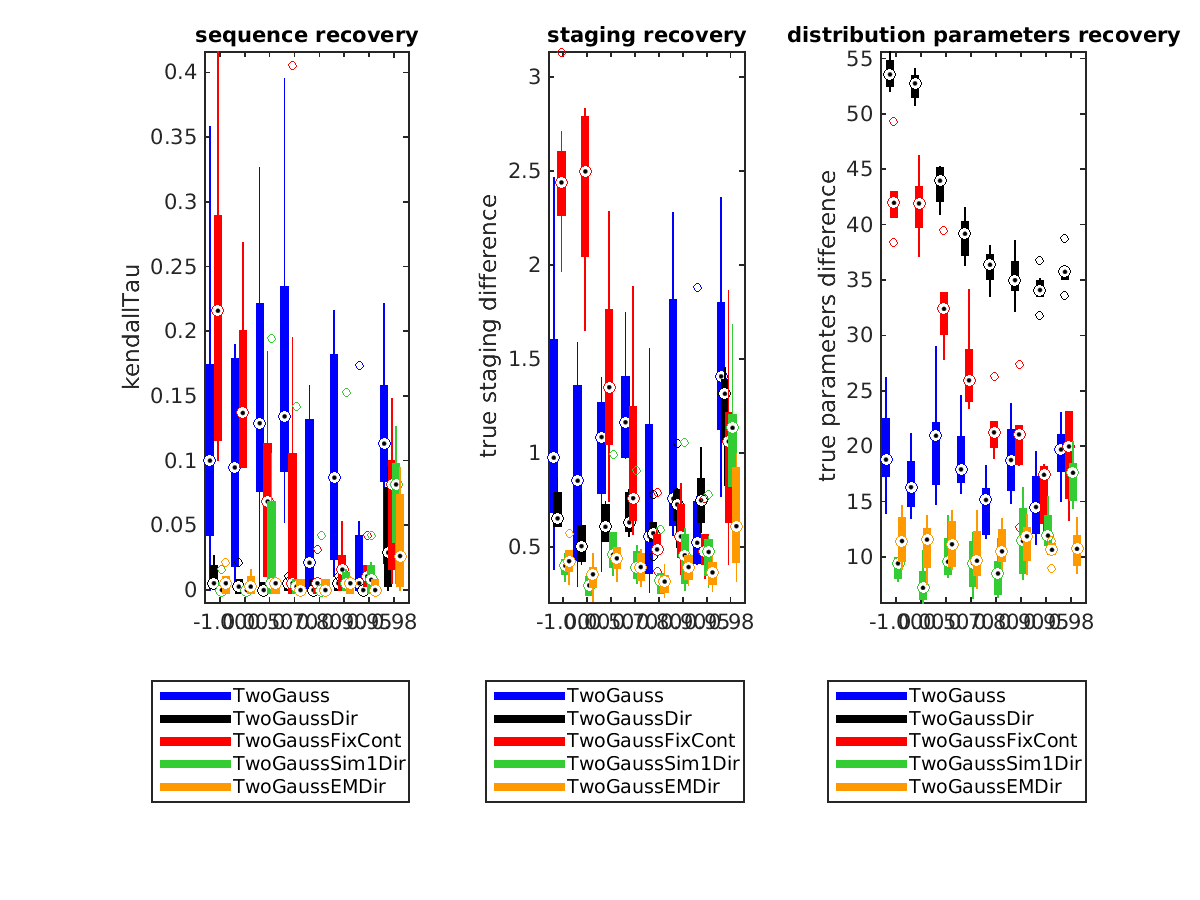 sequence recovery
kendallTau
0.4
0.35
0.3
0.25
0.2
0.15
0.1
0.05
0
TwoGauss
TwoGaussDir
TwoGaussFixCont
TwoGaussSim1Dir
TwoGaussEMDir
staging recovery
true staging difference
3
2.5
2
1.5
1
0.5
TwoGauss
TwoGaussDir
TwoGaussFixCont
TwoGaussSim1Dir
TwoGaussEMDir
distribution parameters recovery
true parameters difference
55
50
45
40
35
30
25
20
15
10
TwoGauss
TwoGaussDir
TwoGaussFixCont
TwoGaussSim1Dir
TwoGaussEMDir